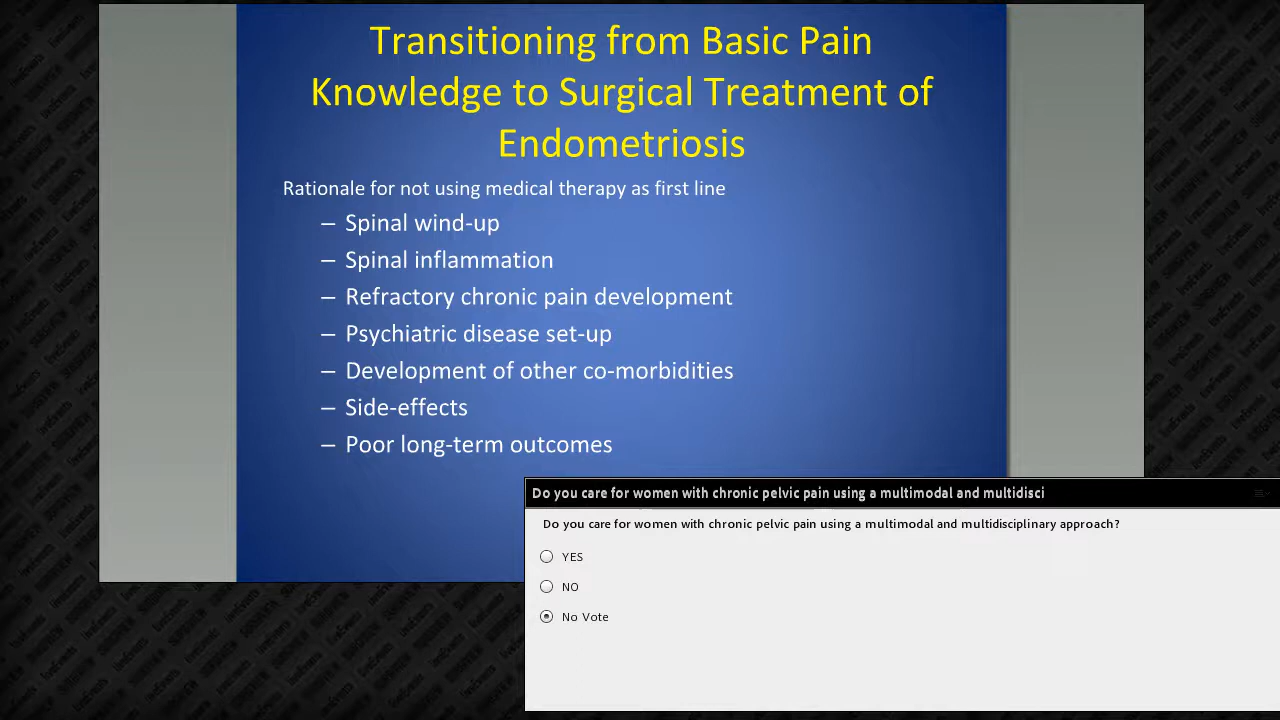 Transitioning from Basic Pain
Knowledge to Surgical Treatment of
Endometriosis
Rationale for not using medical therapy as first line
– Spinal wind-up
– Spinal inflammation
– Refractory chronic pain development
– Psychiatric disease set-up
– Development of other co-morbidities
– Side-effects
– Poor long-term outcomes
Do you care for women with chronic pelvic pain using a multimodal and multidisci
Do you care for women with chronic pelvic pain using a multimodal and multidisciplinary approach?
YES
NO
No Vote